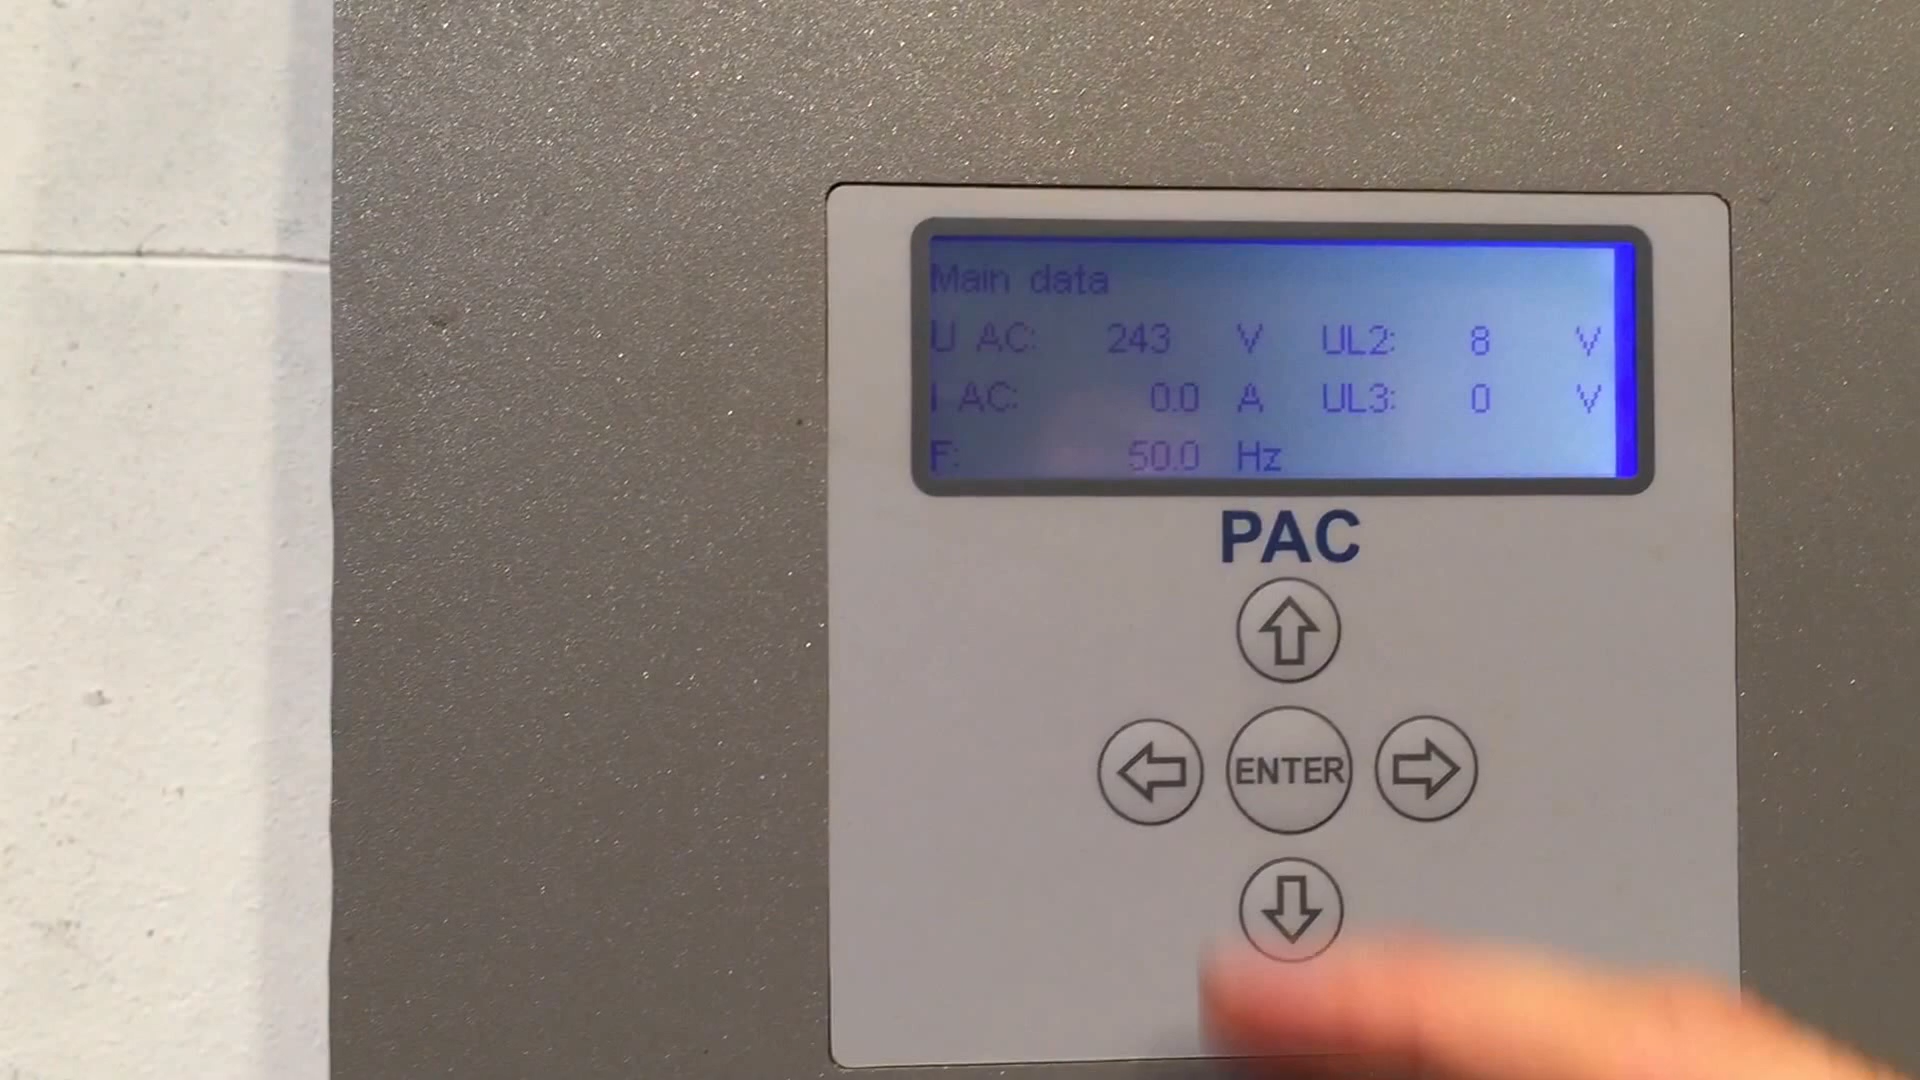 Main data
U AC: 243 V UL2: 8 V
I AC: 0.0 A UL3: 0 V
F: 50.0 Hz
PAC
ENTER